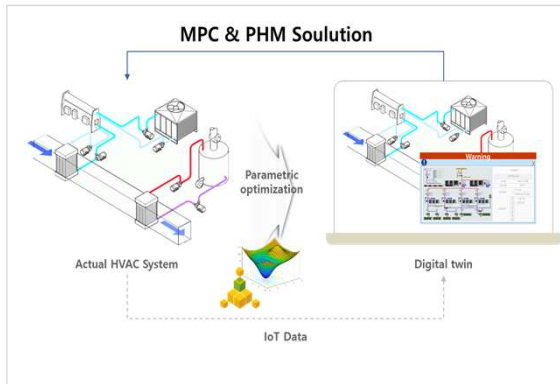 MPC & PHM Soulution
Parametric
optimization
Warning
Actual HVAC System
Digital twin
IoT Data